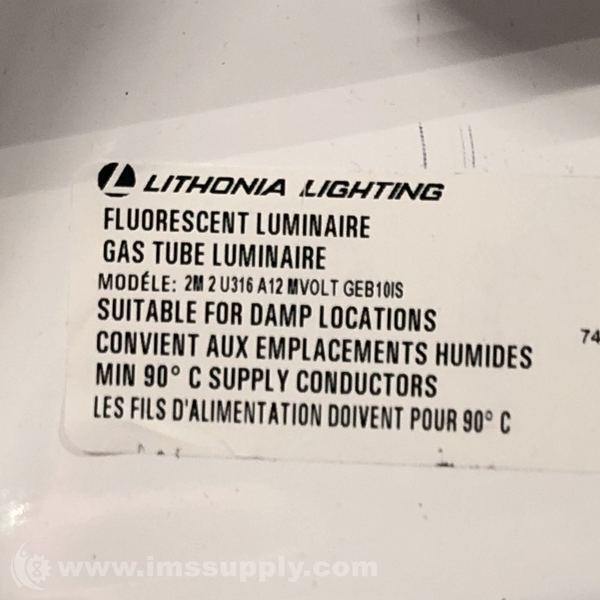 LITHONIA LIGHTING
FLUORESCENT LUMINAIRE
GAS TUBE LUMINAIRE
MODÉLE: 2M 2 U316 A12 MVOLT GEB10IS
SUITABLE FOR DAMP LOCATIONS
74
CONVIENT AUX EMPLACEMENTS HUMIDES
MIN 90° C SUPPLY CONDUCTORS
LES FILS D'ALIMENTATION DOIVENT POUR 90° C
www.imssupply.com